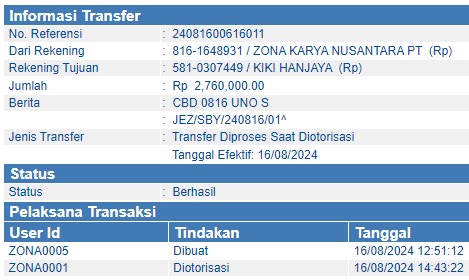 Informasi Transfer
No. Referensi : 24081600616011
Dari Rekening : 816-1648931 / ZONA KARYA NUSANTARA PT (Rp)
Rekening Tujuan : 581-0307449 / KIKI HANJAYA (Rp)
Jumlah : Rp 2,760,000.00
Berita : CBD 0816 UNO S
: JEZ/SBY/240816/01^
Jenis Transfer : Transfer Diproses Saat Diotorisasi
Tanggal Efektif: 16/08/2024
Status
Status : Berhasil
Pelaksana Transaksi
User Id Tindakan Tanggal
ZONA0005 Dibuat 16/08/2024 12:51:12
ZONA0001 Diotorisasi 16/08/2024 14:43:22